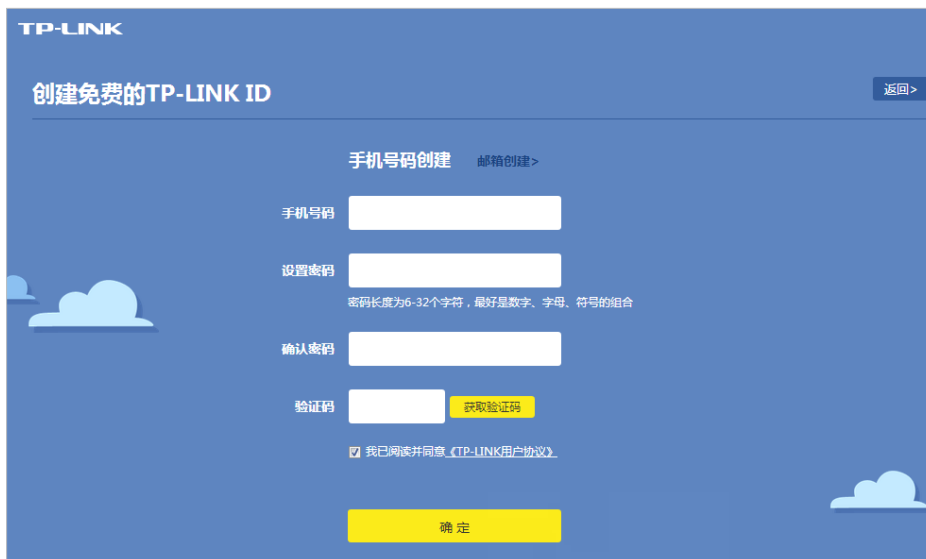 TP-LINK
创建免费的TP-LINK ID
返回>
手机号码创建 邮箱创建>
手机号码
设置密码
密码长度为6-32个字符，最好是数字、字母、符号的组合
确认密码
验证码 获取验证码
我已阅读并同意《TP-LINK用户协议》
确 定